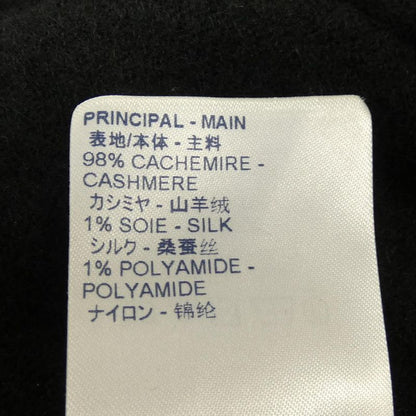 PRINCIPAL - MAIN
表地/本体 - 主料
98% CACHEMIRE -
CASHMERE
カシミヤ - 山羊绒
1% SOIE - SILK
シルク - 桑蚕丝
1% POLYAMIDE -
POLYAMIDE
ナイロン - 锦纶